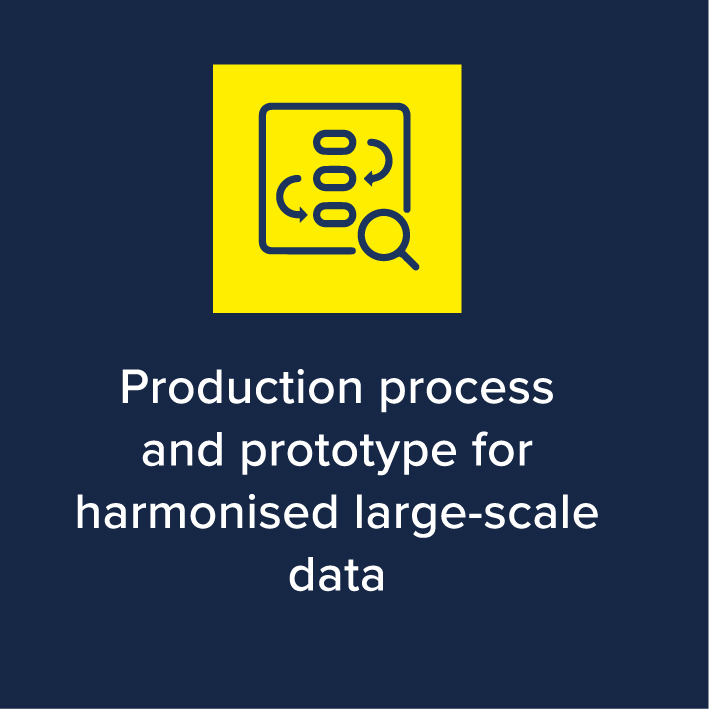 Production process
and prototype for
harmonised large-scale
data